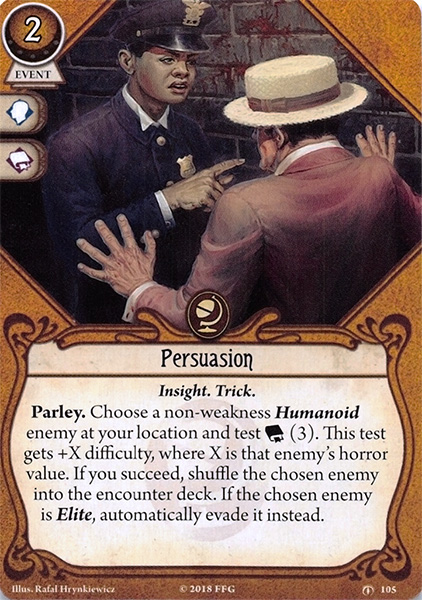 2
EVENT
Persuasion
Insight. Trick.
Parley. Choose a non-weakness Humanoid
enemy at your location and test (3). This test
gets +X difficulty, where X is that enemy's horror
value. If you succeed, shuffle the chosen enemy
into the encounter deck. If the chosen enemy
is Elite, automatically evade it instead.
Illus. Rafał Hrynkiewicz
© 2018 FFG
105